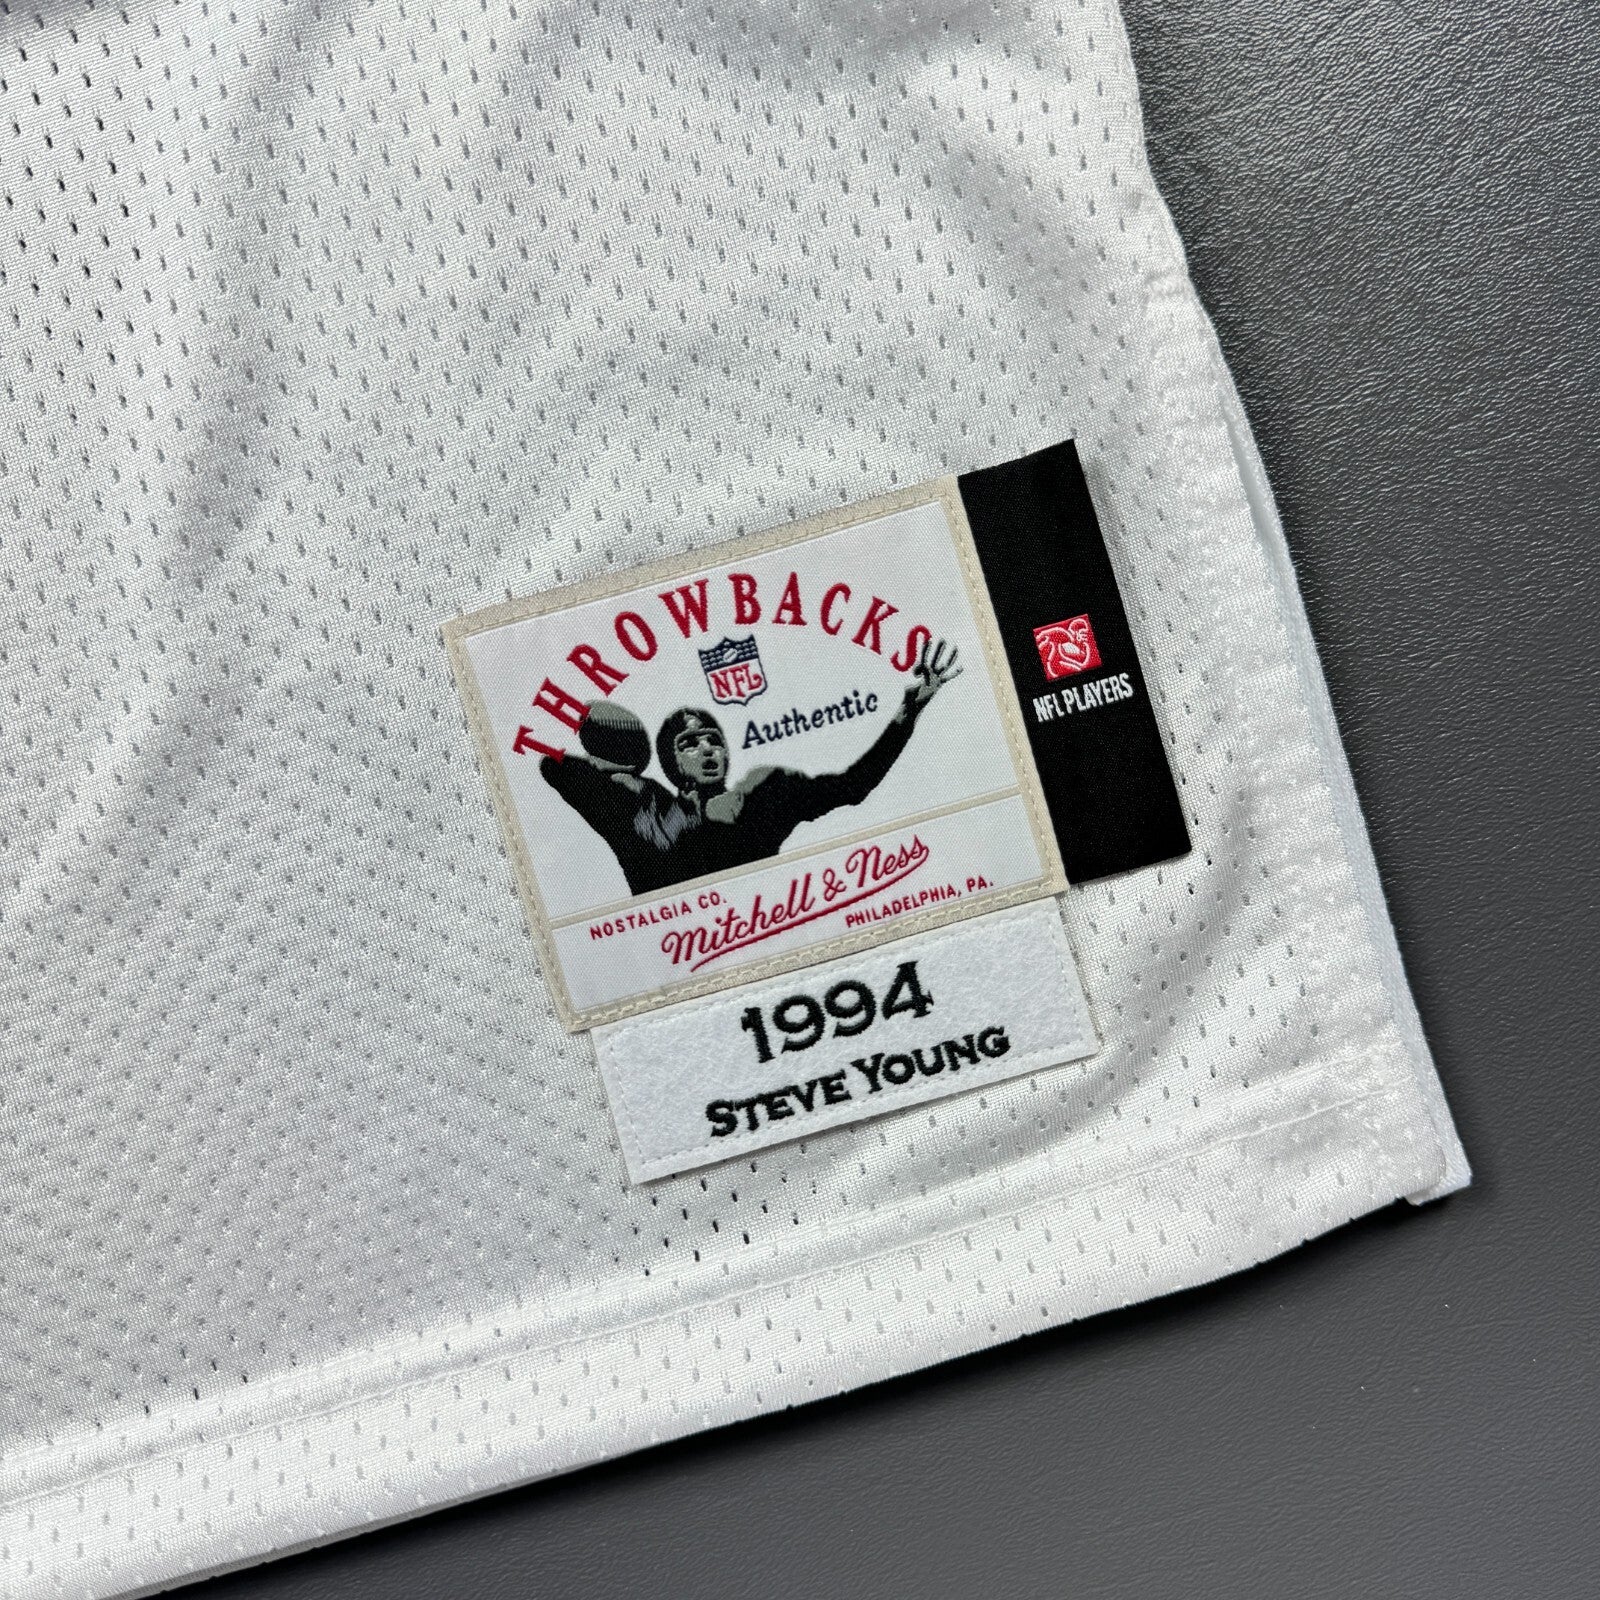 THROWBACKS
NFL
Authentic
NFL PLAYERS
NOSTALGIA CO.
Mitchell & Ness
PHILADELPHIA, PA.
1994
STEVE YOUNG